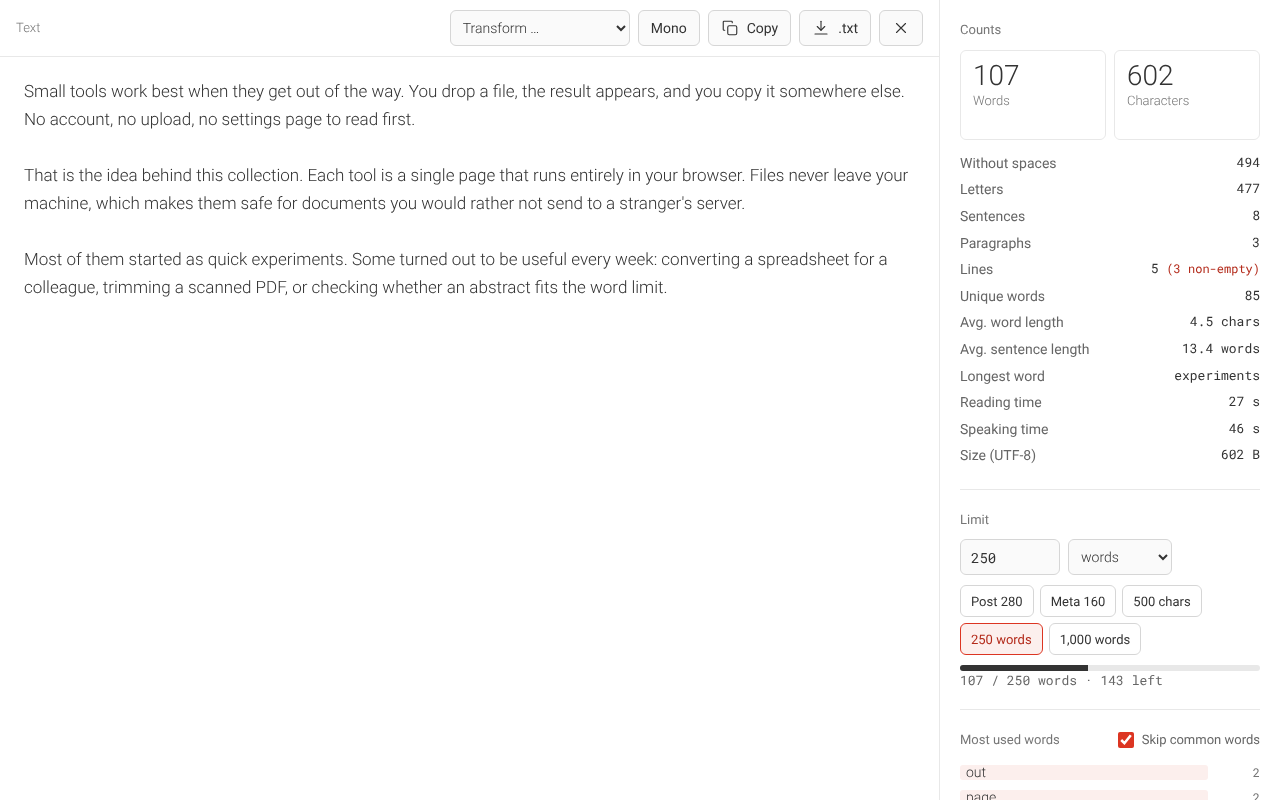 Text
Transform …
Mono
Copy
.txt
Small tools work best when they get out of the way. You drop a file, the result appears, and you copy it somewhere else.
No account, no upload, no settings page to read first.
That is the idea behind this collection. Each tool is a single page that runs entirely in your browser. Files never leave your
machine, which makes them safe for documents you would rather not send to a stranger's server.
Most of them started as quick experiments. Some turned out to be useful every week: converting a spreadsheet for a
colleague, trimming a scanned PDF, or checking whether an abstract fits the word limit.
Counts
107
Words
602
Characters
Without spaces 494
Letters 477
Sentences 8
Paragraphs 3
Lines 5 (3 non-empty)
Unique words 85
Avg. word length 4.5 chars
Avg. sentence length 13.4 words
Longest word experiments
Reading time 27 s
Speaking time 46 s
Size (UTF-8) 602 B
Limit
250 words
Post 280 Meta 160 500 chars
250 words 1,000 words
107 / 250 words · 143 left
Most used words Skip common words
out 2
page 2